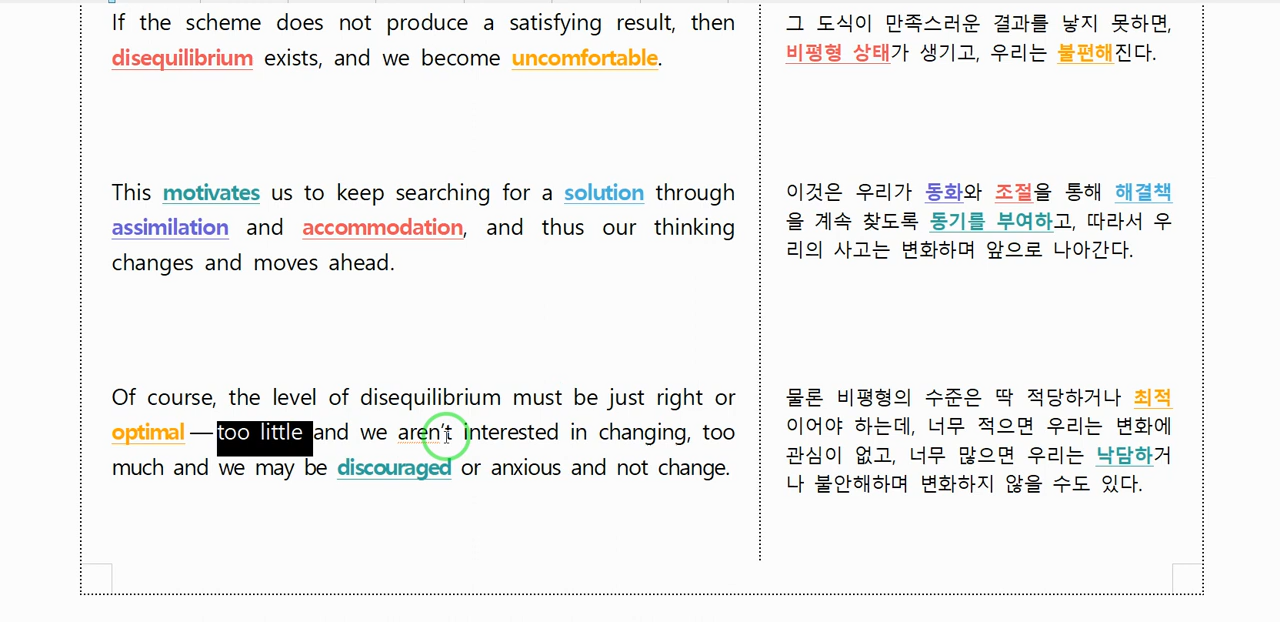 If the scheme does not produce a satisfying result, then
disequilibrium exists, and we become uncomfortable.
This motivates us to keep searching for a solution through
assimilation and accommodation, and thus our thinking
changes and moves ahead.
Of course, the level of disequilibrium must be just right or
optimal — too little and we aren't interested in changing, too
much and we may be discouraged or anxious and not change.
그 도식이 만족스러운 결과를 낳지 못하면,
비평형 상태가 생기고, 우리는 불편해진다.
이것은 우리가 동화와 조절을 통해 해결책
을 계속 찾도록 동기를 부여하고, 따라서 우
리의 사고는 변화하며 앞으로 나아간다.
물론 비평형의 수준은 딱 적당하거나 최적
이어야 하는데, 너무 적으면 우리는 변화에
관심이 없고, 너무 많으면 우리는 낙담하거
나 불안해하며 변화하지 않을 수도 있다.